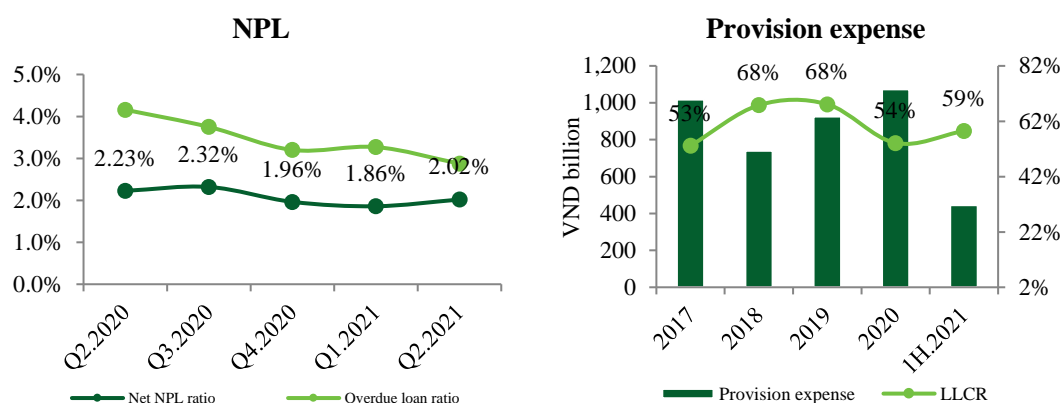 NPL
5.0%
4.0%
3.0%
2.0%
1.0%
0.0%
2.23%
2.32%
1.96%
1.86%
2.02%
Q2.2020
Q3.2020
Q4.2020
Q1.2021
Q2.2021
Net NPL ratio
Overdue loan ratio
Provision expense
VND billion
1,200
1,000
800
600
400
200
0
53%
68%
68%
54%
59%
82%
62%
42%
22%
2%
2017
2018
2019
2020
1H.2021
Provision expense
LLCR